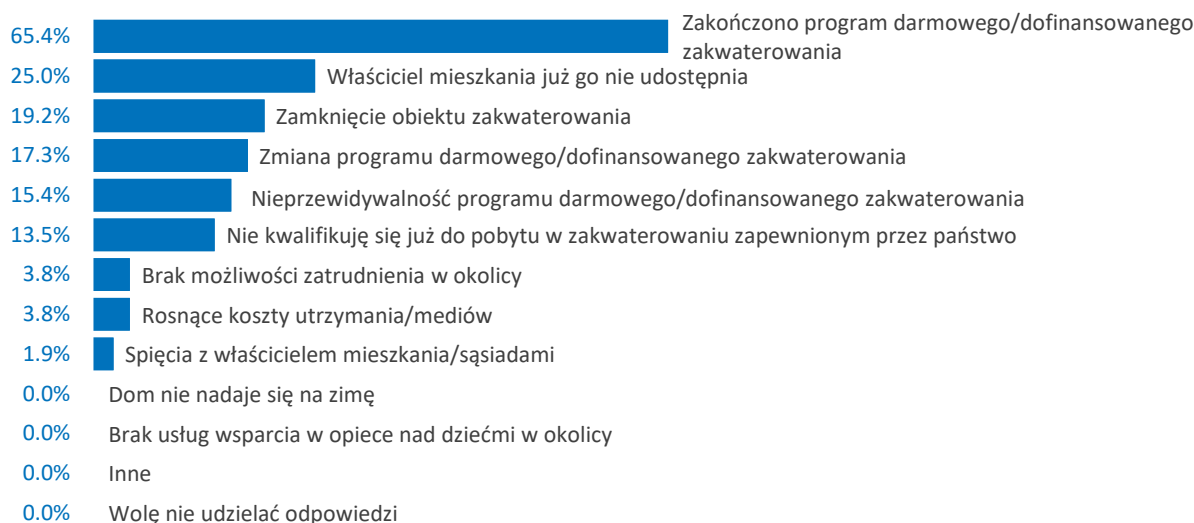 65.4% Zakończono program darmowego/dofinansowanego
zakwaterowania
25.0% Właściciel mieszkania już go nie udostępnia
19.2% Zamknięcie obiektu zakwaterowania
17.3% Zmiana programu darmowego/dofinansowanego zakwaterowania
15.4% Nieprzewidywalność programu darmowego/dofinansowanego zakwaterowania
13.5% Nie kwalifikuję się już do pobytu w zakwaterowaniu zapewnionym przez państwo
3.8% Brak możliwości zatrudnienia w okolicy
3.8% Rosnące koszty utrzymania/mediów
1.9% Spięcia z właścicielem mieszkania/sąsiadami
0.0% Dom nie nadaje się na zimę
0.0% Brak usług wsparcia w opiece nad dziećmi w okolicy
0.0% Inne
0.0% Wolę nie udzielać odpowiedzi